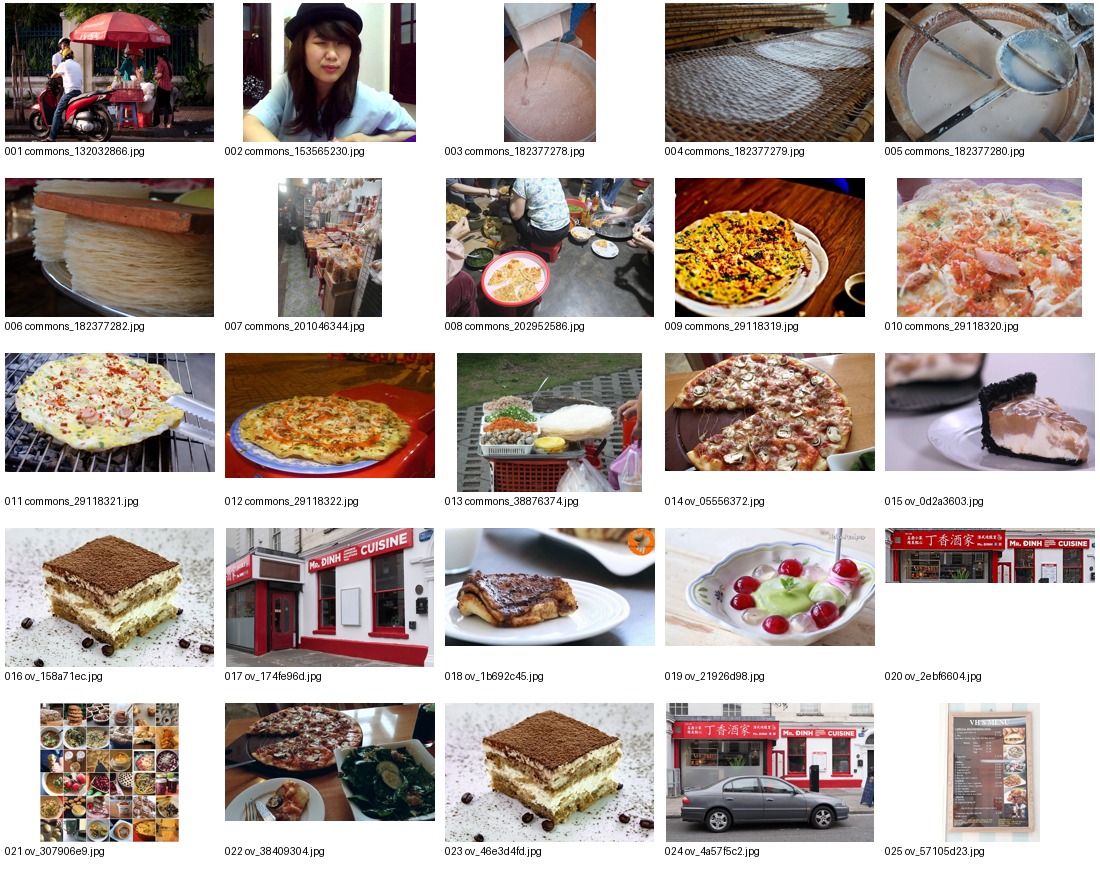 001 commons_132032866.jpg
002 commons_153565230.jpg
003 commons_182377278.jpg
004 commons_182377279.jpg
005 commons_182377280.jpg
006 commons_182377282.jpg
007 commons_201046344.jpg
008 commons_202952586.jpg
009 commons_29118319.jpg
010 commons_29118320.jpg
011 commons_29118321.jpg
012 commons_29118322.jpg
013 commons_38876374.jpg
014 ov_05556372.jpg
015 ov_0d2a3603.jpg
MR. ĐINH CUISINE
丁香酒家
MR. ĐINH CUISINE
016 ov_158a71ec.jpg
017 ov_174fe96d.jpg
018 ov_1b692c45.jpg
019 ov_21926d98.jpg
020 ov_2ebf6604.jpg
丁香酒家
MR. ĐINH CUISINE
VH'S MENU
021 ov_307906e9.jpg
022 ov_38409304.jpg
023 ov_46e3d4fd.jpg
024 ov_4a57f5c2.jpg
025 ov_57105d23.jpg